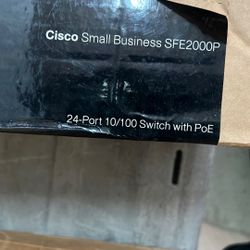 Cisco Small Business SFE2000P
24-Port 10/100 Switch with PoE